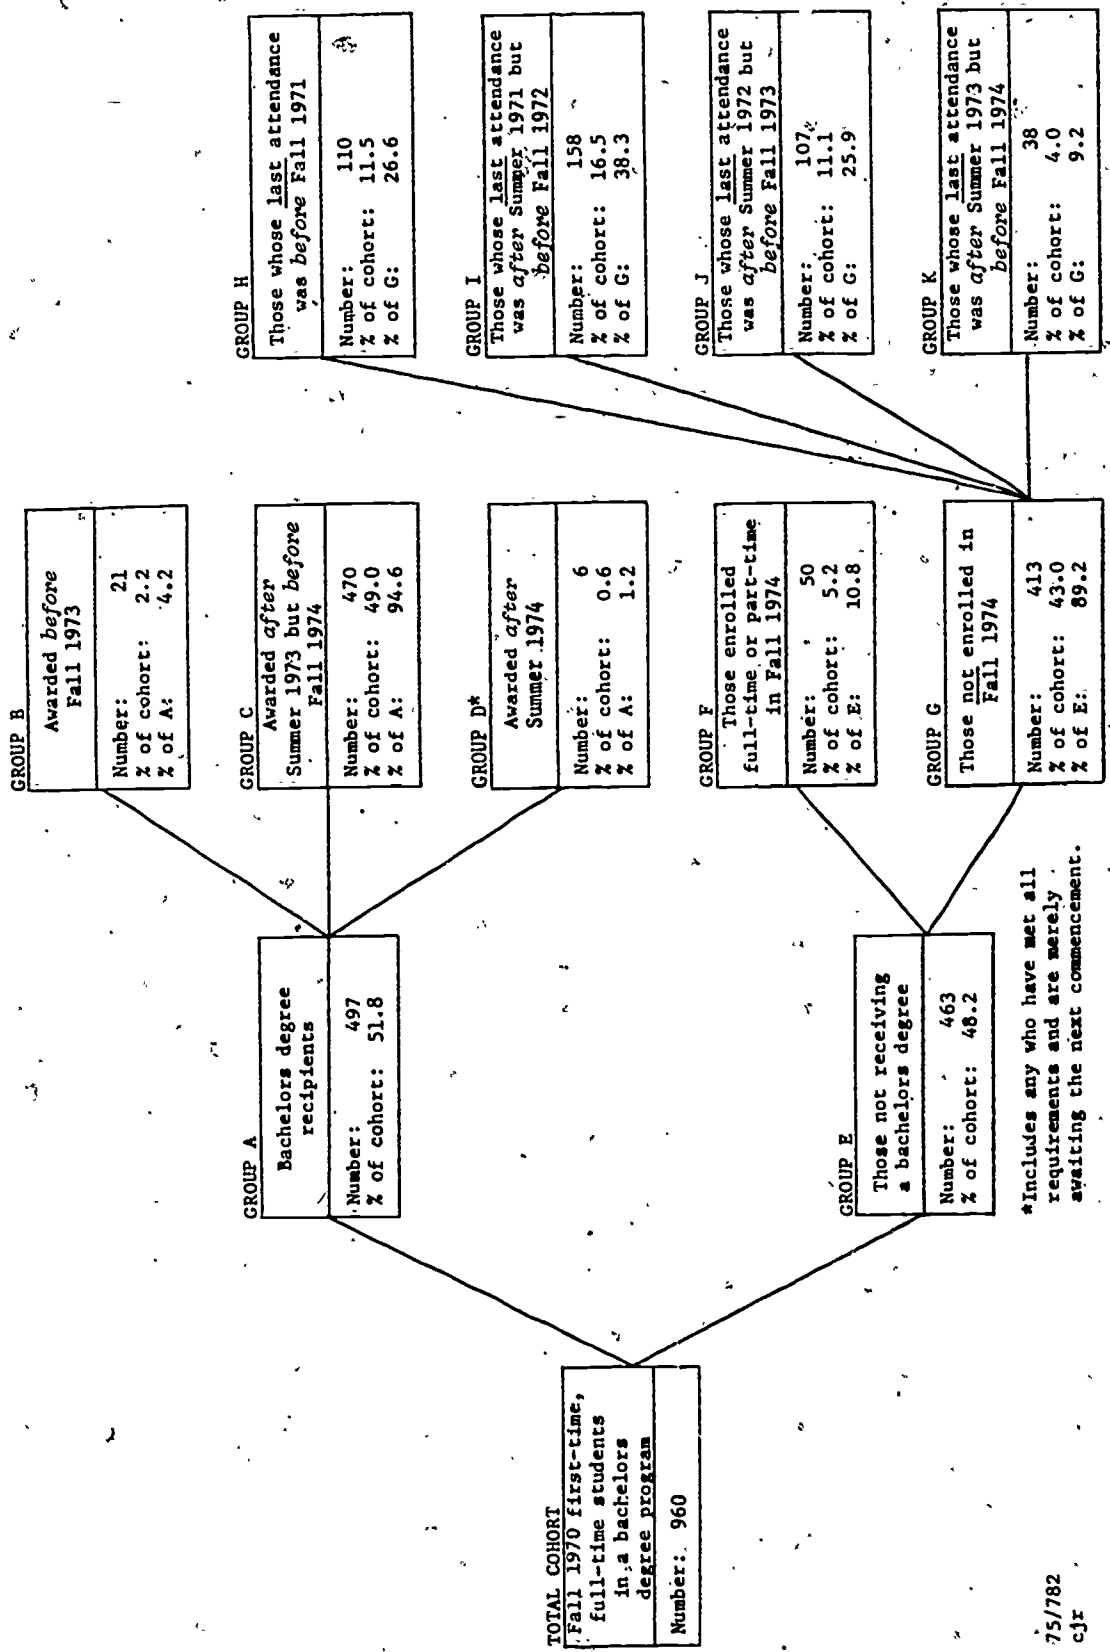 TOTAL COHORT
Fall 1970 first-time,
full-time students
in a bachelors
degree program
Number: 960
GROUP A
Bachelors degree
recipients
Number: 497
% of cohort: 51.8
GROUP E
Those not receiving
a bachelors degree
Number: 463
% of cohort: 48.2
GROUP B
Awarded before
Fall 1973
Number: 21
% of cohort: 2.2
% of A: 4.2
GROUP C
Awarded after
Summer 1973 but before
Fall 1974
Number: 470
% of cohort: 49.0
% of A: 94.6
GROUP D*
Awarded after
Summer 1974
Number: 6
% of cohort: 0.6
% of A: 1.2
GROUP F
Those enrolled
full-time or part-time
in Fall 1974
Number: 50
% of cohort: 5.2
% of E: 10.8
GROUP G
Those not enrolled in
Fall 1974
Number: 413
% of cohort: 43.0
% of E: 89.2
GROUP H
Those whose last attendance
was before Fall 1971
Number: 110
% of cohort: 11.5
% of G: 26.6
GROUP I
Those whose last attendance
was after Summer 1971 but
before Fall 1972
Number: 158
% of cohort: 16.5
% of G: 38.3
GROUP J
Those whose last attendance
was after Summer 1972 but
before Fall 1973
Number: 107
% of cohort: 11.1
% of G: 25.9
GROUP K
Those whose last attendance
was after Summer 1973 but
before Fall 1974
Number: 38
% of cohort: 4.0
% of G: 9.2
*Includes any who have met all
requirements and are merely
awaiting the next commencement.
75/782
cjr